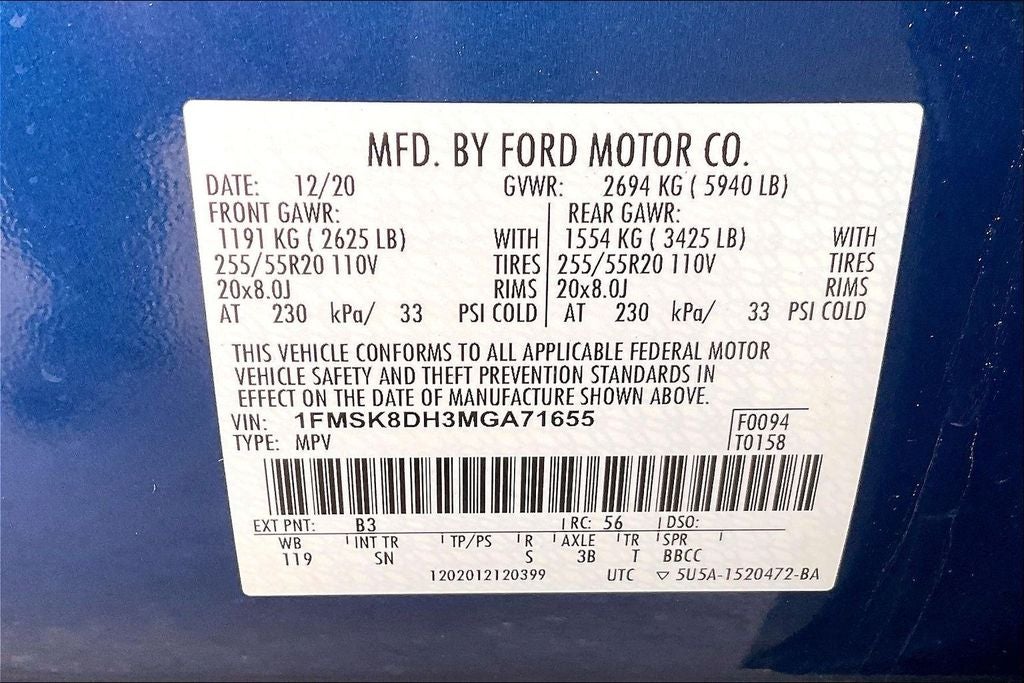 MFD. BY FORD MOTOR CO.
DATE: 12/20 GVWR: 2694 KG ( 5940 LB)
FRONT GAWR: REAR GAWR:
1191 KG ( 2625 LB) WITH 1554 KG ( 3425 LB) WITH
255/55R20 110V TIRES 255/55R20 110V TIRES
20x8.0J RIMS 20x8.0J RIMS
AT 230 kPa/ 33 PSI COLD AT 230 kPa/ 33 PSI COLD
THIS VEHICLE CONFORMS TO ALL APPLICABLE FEDERAL MOTOR
VEHICLE SAFETY AND THEFT PREVENTION STANDARDS IN
EFFECT ON THE DATE OF MANUFACTURE SHOWN ABOVE.
VIN: 1FMSK8DH3MGA71655 F0094
TYPE: MPV T0158
EXT PNT: B3 RC: 56 DSO:
WB INT TR TP/PS R AXLE TR SPR
119 SN S 3B T BBCC
1202012120399 UTC ▽ 5U5A-1520472-BA